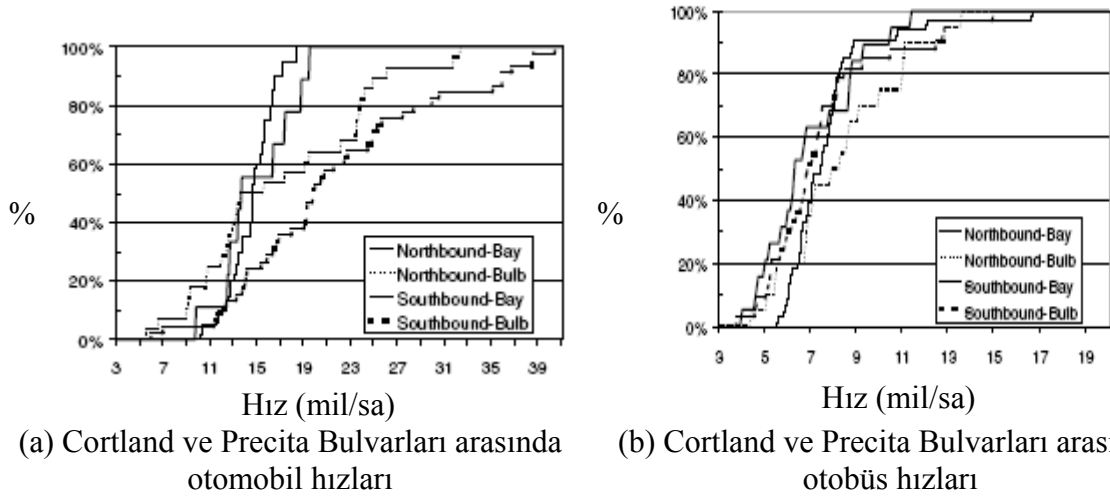 100%
80%
60%
40%
20%
0%
%
3 7 11 15 19 23 27 31 35 39
Northbound-Bay
Northbound-Bulb
Southbound-Bay
Southbound-Bulb
Hız (mil/sa)
(a) Cortland ve Precita Bulvarları arasında
otomobil hızları
100%
80%
60%
40%
20%
0%
%
3 5 7 9 11 13 15 17 19
Northbound-Bay
Northbound-Bulb
Southbound-Bay
Southbound-Bulb
Hız (mil/sa)
(b) Cortland ve Precita Bulvarları aras
otobüs hızları